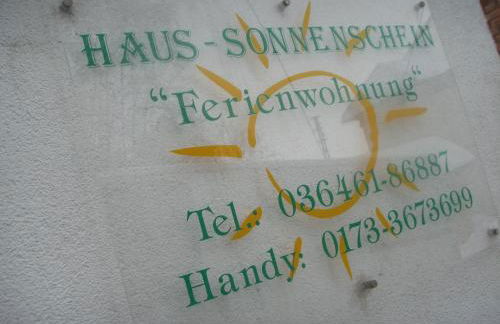 HAUS-SONNENSCHEIN
“Ferienwohnung“
Tel.: 036461-86887
Handy: 0173-3673699